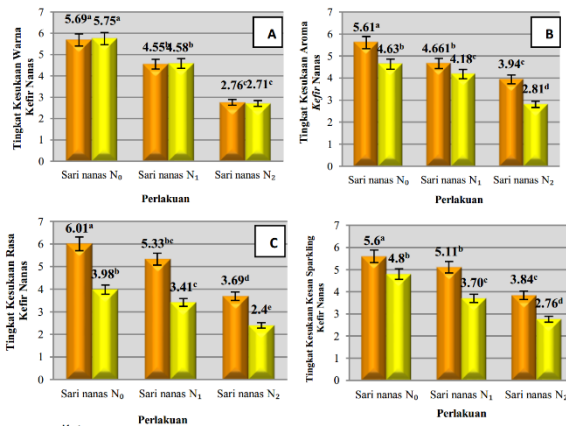 Tingkat Kesukaan Warna
Kefir Nanas
7
6
5
4
3
2
1
0
5.69ᵃ 5.75ᵃ
4.55ᵇ 4.58ᵇ
2.76ᶜ 2.71ᶜ
A
Sari nanas N₀ Sari nanas N₁ Sari nanas N₂
Perlakuan
Tingkat Kesukaan Aroma
Kefir Nanas
7
6
5
4
3
2
1
0
5.61ᵃ
4.63ᵇ
4.661ᵇ
4.18ᶜ
3.94ᶜ
2.81ᵈ
B
Sari nanas N₀ Sari nanas N₁ Sari nanas N₂
Perlakuan
Tingkat Kesukaan Rasa
Kefir Nanas
7
6
5
4
3
2
1
0
6.01ᵃ
3.98ᵇ
5.33ᵇᶜ
3.41ᶜ
3.69ᵈ
2.4ᵉ
C
Sari nanas N₀ Sari nanas N₁ Sari nanas N₂
Perlakuan
Tingkat Kesukaan Kesan Sparkling
Kefir Nanas
7
6
5
4
3
2
1
0
5.6ᵃ
4.8ᵇ
5.11ᵇ
3.70ᶜ
3.84ᶜ
2.76ᵈ
Sari nanas N₀ Sari nanas N₁ Sari nanas N₂
Perlakuan